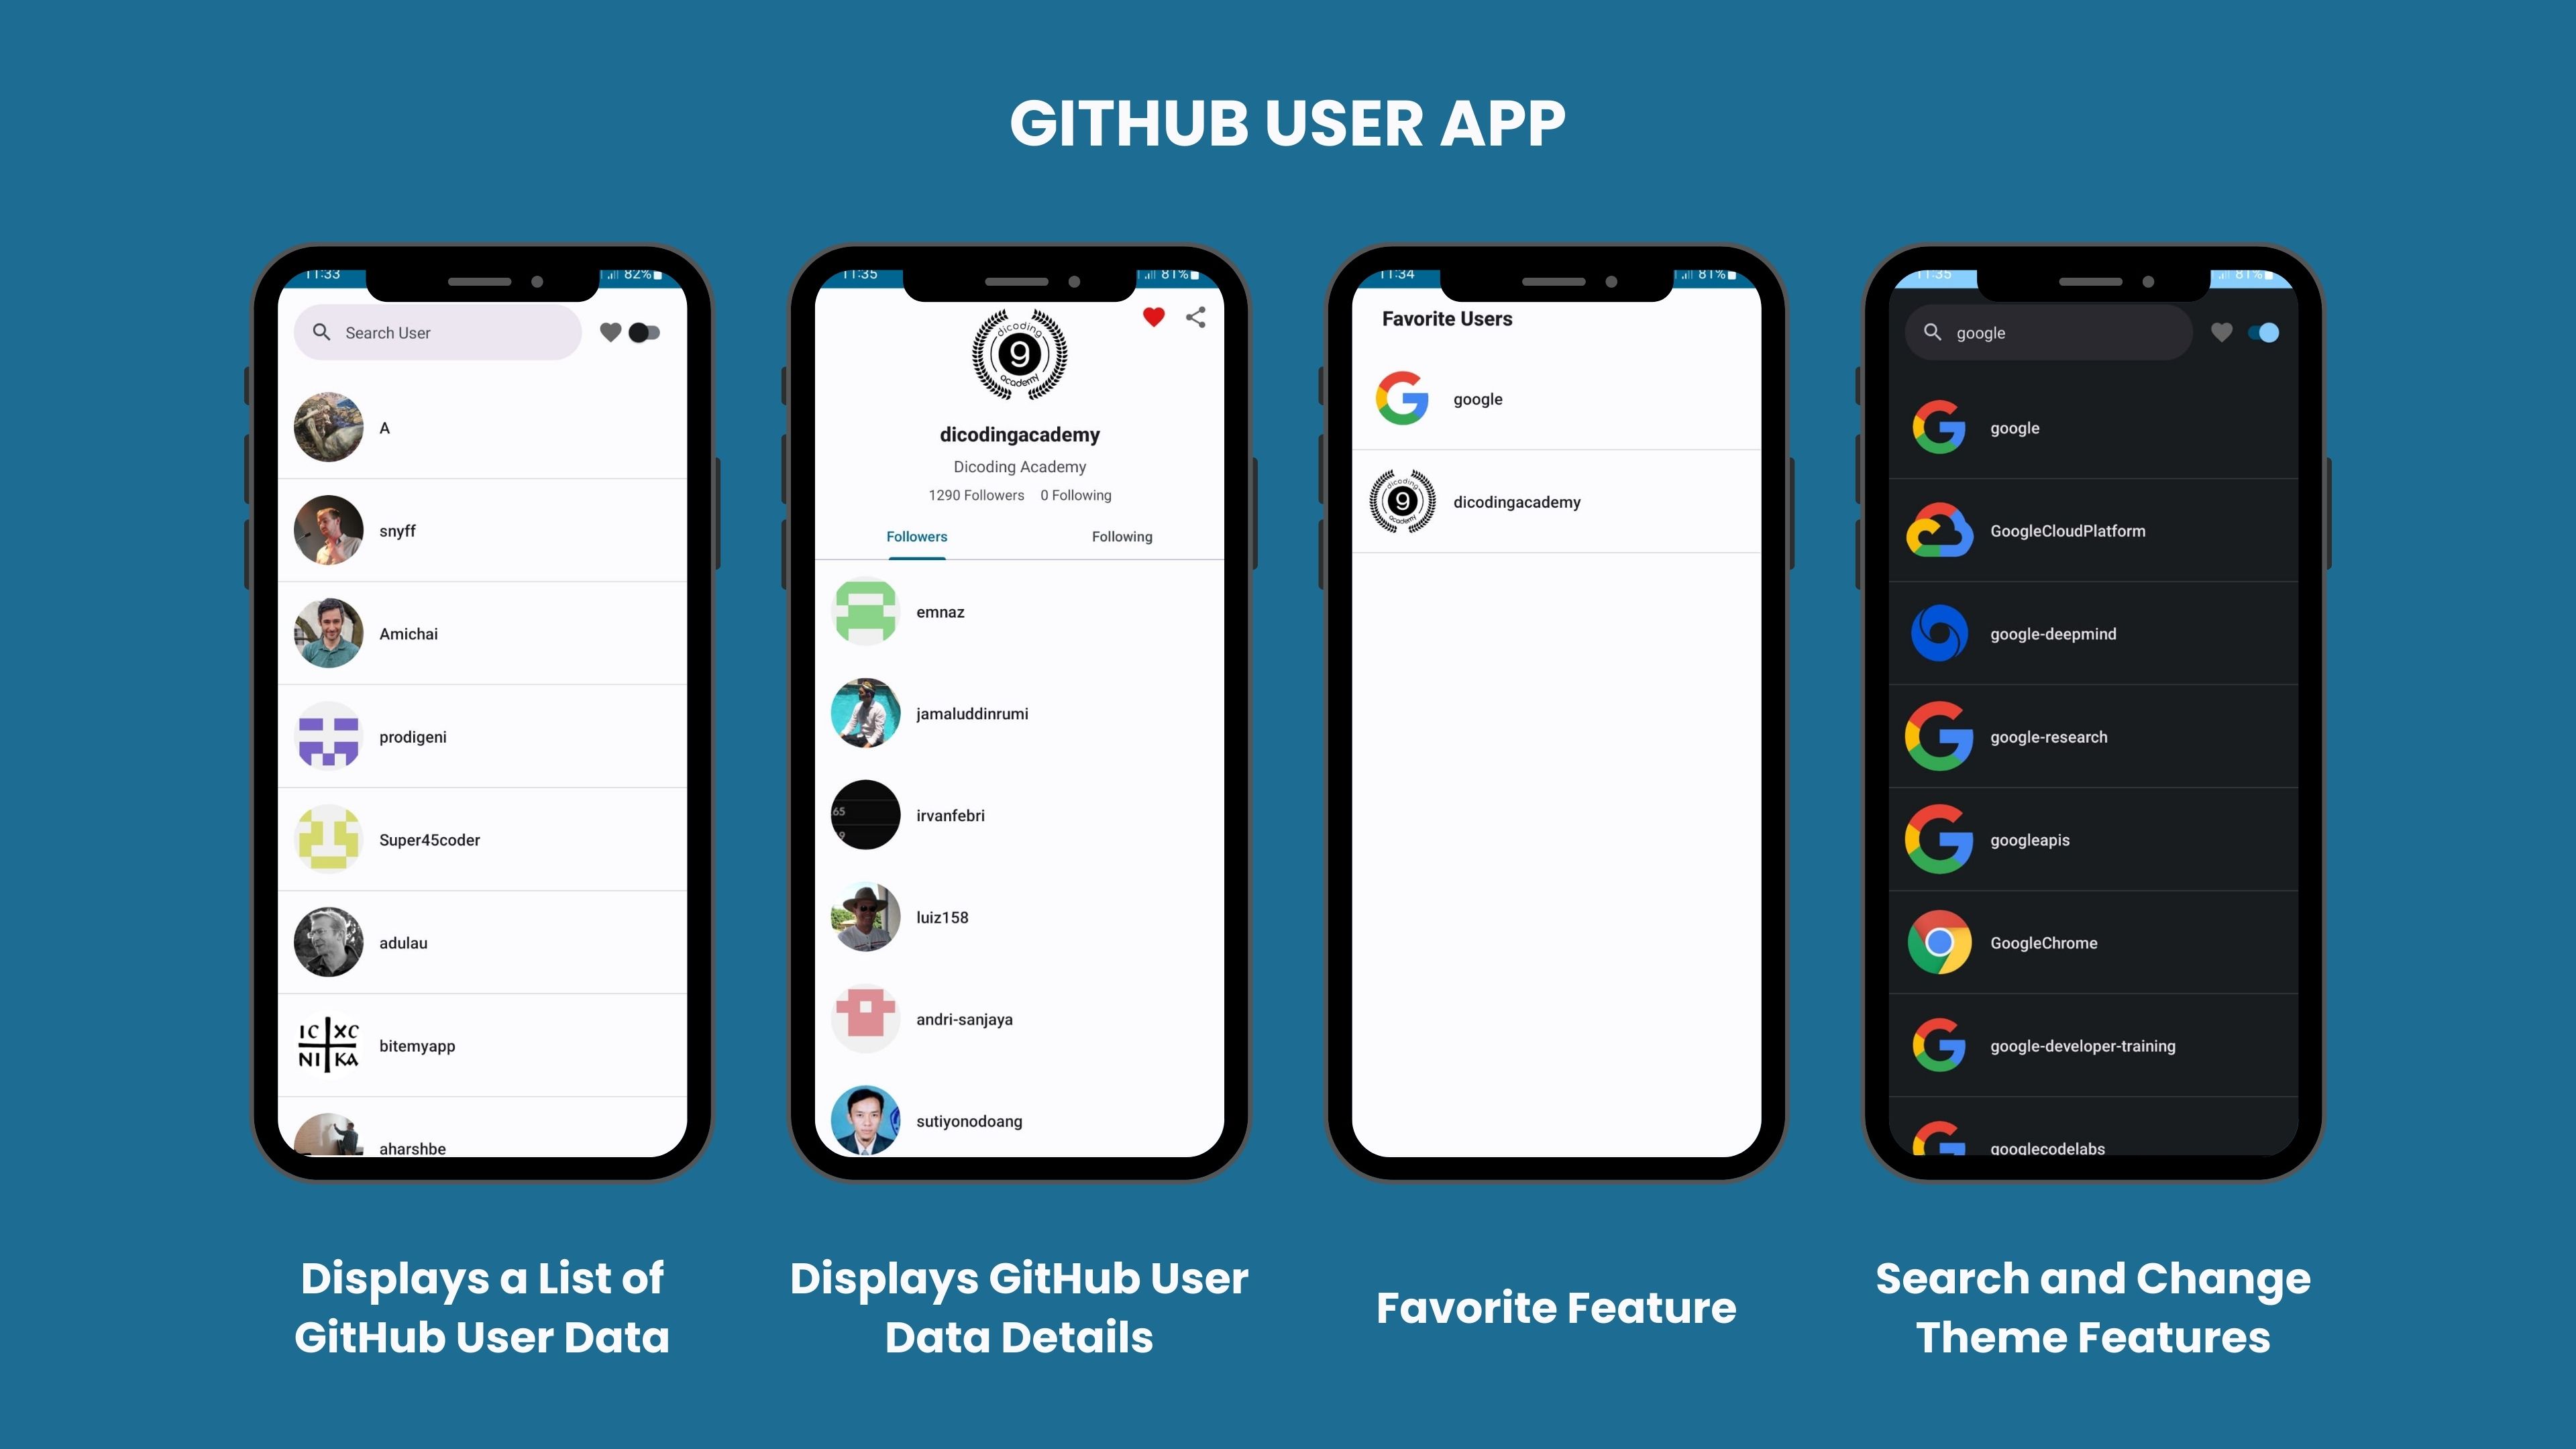 GITHUB USER APP
11:33
82%
Search User
A
snyff
Amichai
prodigeni
Super45coder
adulau
IC XC
NI KA
bitemyapp
aharshbe
Displays a List of
GitHub User Data
11:35
81%
dicoding
academy
dicodingacademy
Dicoding Academy
1290 Followers 0 Following
Followers Following
emnaz
jamaluddinrumi
65
irvanfebri
luiz158
andri-sanjaya
sutiyonodoang
Displays GitHub User
Data Details
11:34
81%
Favorite Users
google
dicoding
academy
dicodingacademy
Favorite Feature
11:35
81%
google
google
GoogleCloudPlatform
google-deepmind
google-research
googleapis
GoogleChrome
google-developer-training
googlecodelabs
Search and Change
Theme Features